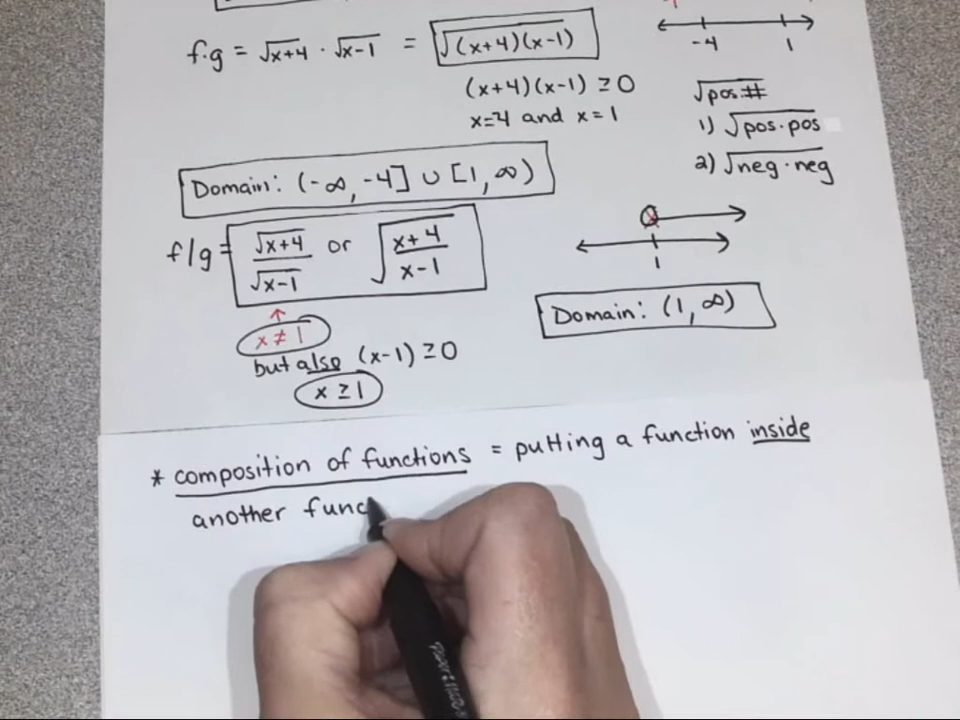 f·g = √x+4 · √x-1 = √(x+4)(x-1)
-4 1
(x+4)(x-1) ≥ 0
x=-4 and x=1
√pos.#
1) √pos·pos
2) √neg·neg
Domain: (-∞, -4] ∪ [1, ∞)
f/g = √x+4/√x-1 or √x+4/x-1
1
Domain: (1, ∞)
x ≠ 1
but also (x-1) ≥ 0
x ≥ 1
* composition of functions = putting a function inside
another func